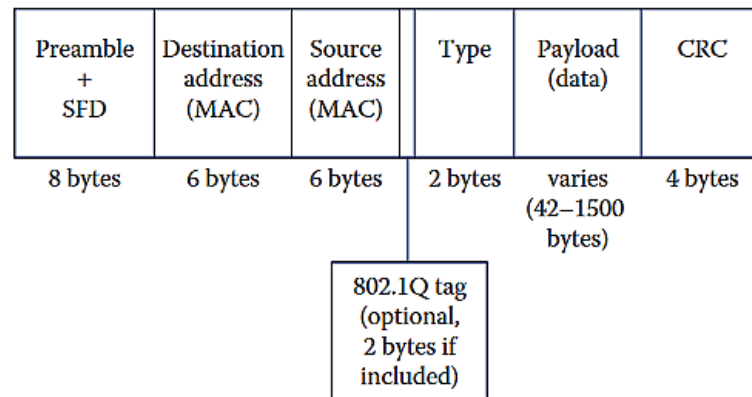 Preamble
+
SFD
Destination
address
(MAC)
Source
address
(MAC)
Type
Payload
(data)
CRC
8 bytes
6 bytes
6 bytes
2 bytes
varies
(42–1500
bytes)
4 bytes
802.1Q tag
(optional,
2 bytes if
included)